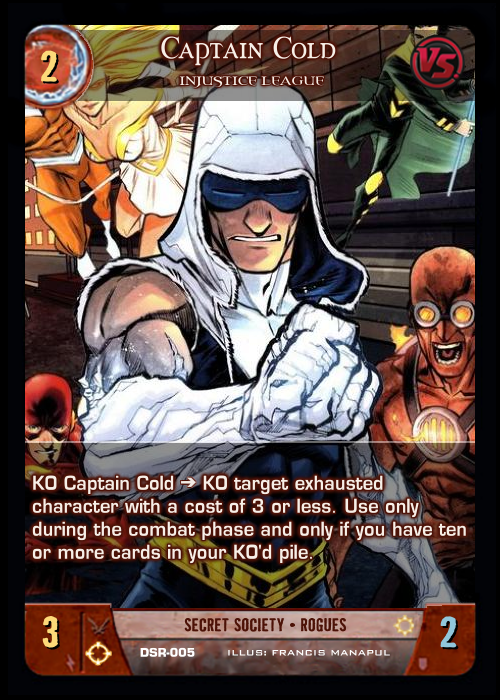 2
CAPTAIN COLD
INJUSTICE LEAGUE
VS.
KO Captain Cold → KO target exhausted
character with a cost of 3 or less. Use only
during the combat phase and only if you have ten
or more cards in your KO'd pile.
3
SECRET SOCIETY • ROGUES
2
DSR-005 ILLUS: FRANCIS MANAPUL